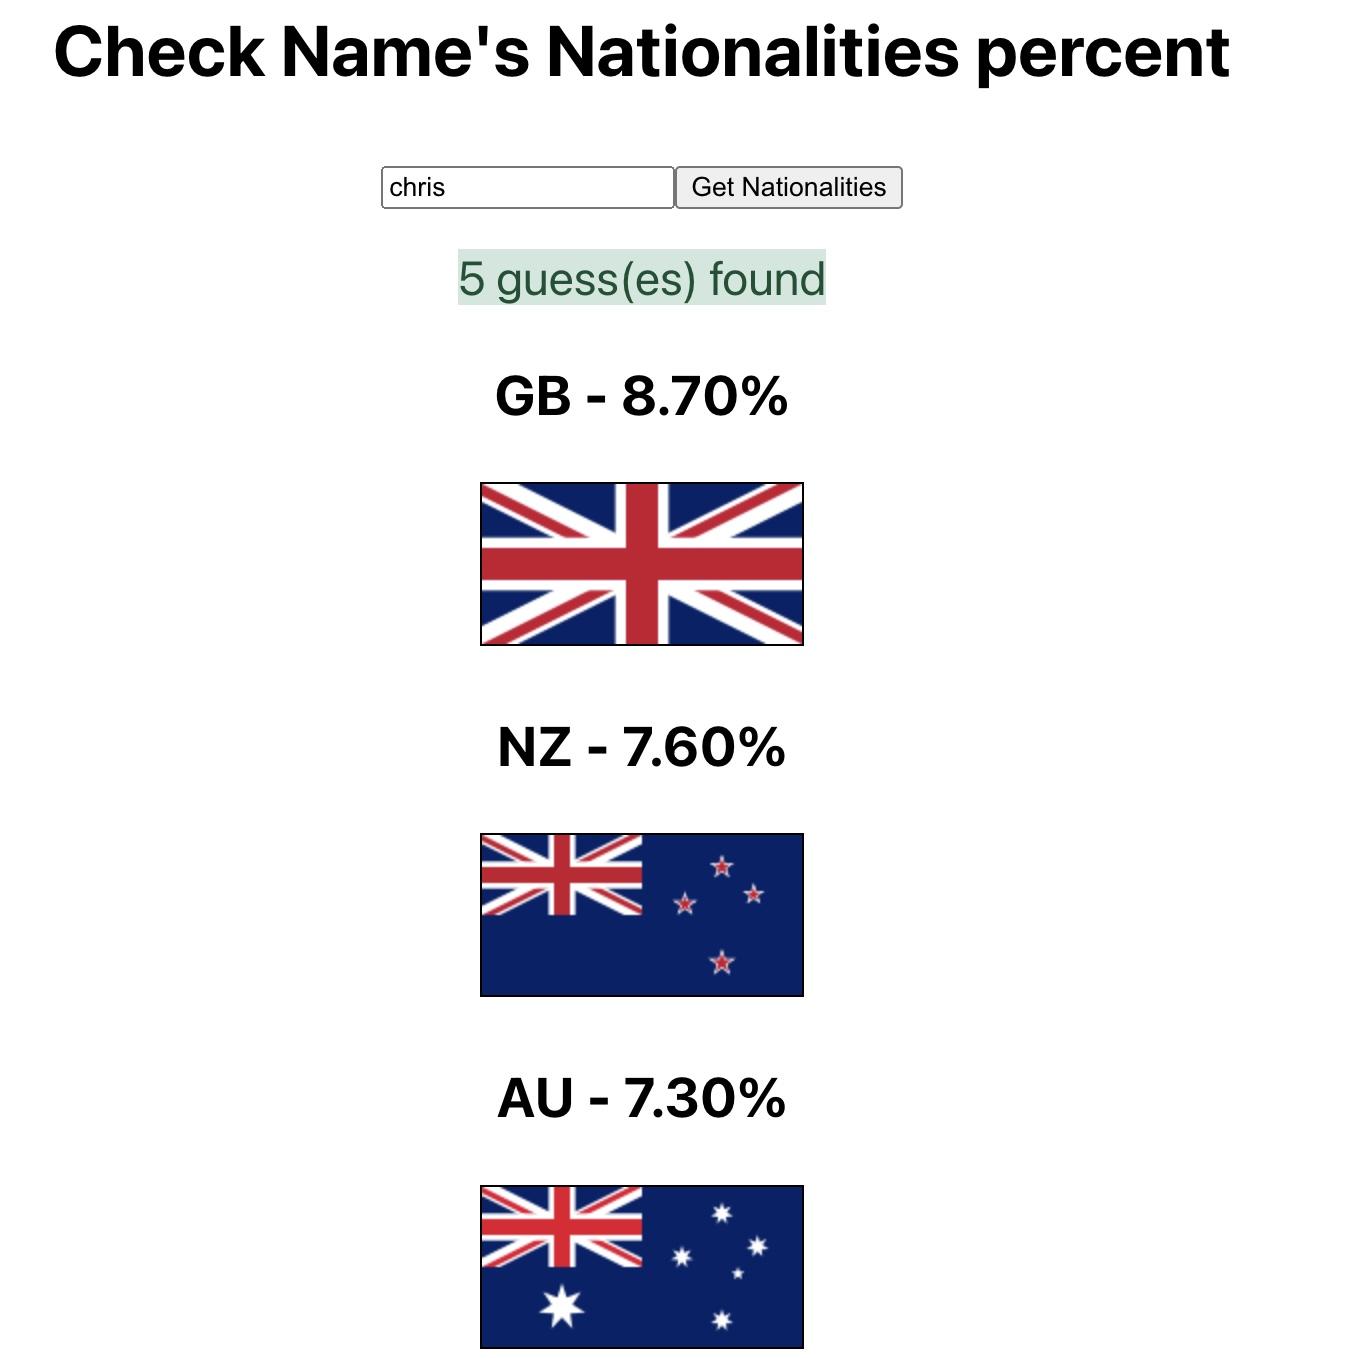 Check Name's Nationalities percent
chris Get Nationalities
5 guess(es) found
GB - 8.70%
NZ - 7.60%
AU - 7.30%